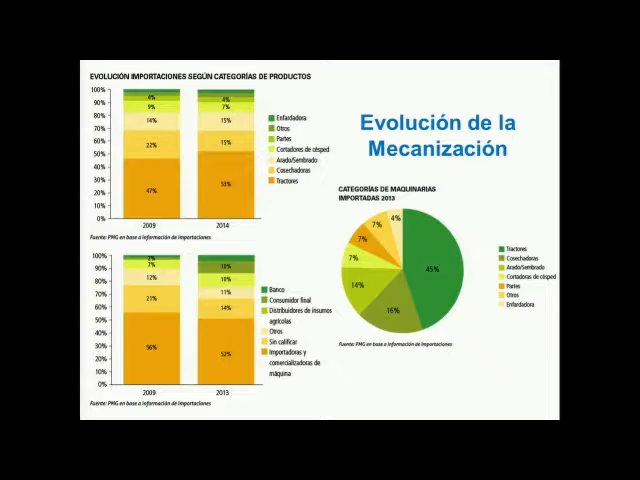 EVOLUCIÓN IMPORTACIONES SEGÚN CATEGORÍAS DE PRODUCTOS
100%
90%
80%
70%
60%
50%
40%
30%
20%
10%
0%
4%
9%
14%
22%
47%
4%
7%
15%
15%
53%
2009
2014
Enfardadora
Otros
Partes
Cortadores de césped
Arado/Sembrado
Cosechadoras
Tractores
Fuente: PMG en base a información de importaciones
Evolución de la
Mecanización
100%
90%
80%
70%
60%
50%
40%
30%
20%
10%
0%
2%
7%
12%
21%
56%
10%
10%
11%
14%
52%
2009
2013
Banco
Consumidor final
Distribuidores de insumos
agrícolas
Otros
Sin calificar
Importadoras y
comercializadoras de
máquina
Fuente: PMG en base a información de importaciones
CATEGORÍAS DE MAQUINARIAS
IMPORTADAS 2013
4%
7%
7%
7%
14%
16%
45%
Tractores
Cosechadoras
Arado/Sembrado
Cortadoras de césped
Partes
Otros
Enfardadora
Fuente: PMG en base a información de importaciones